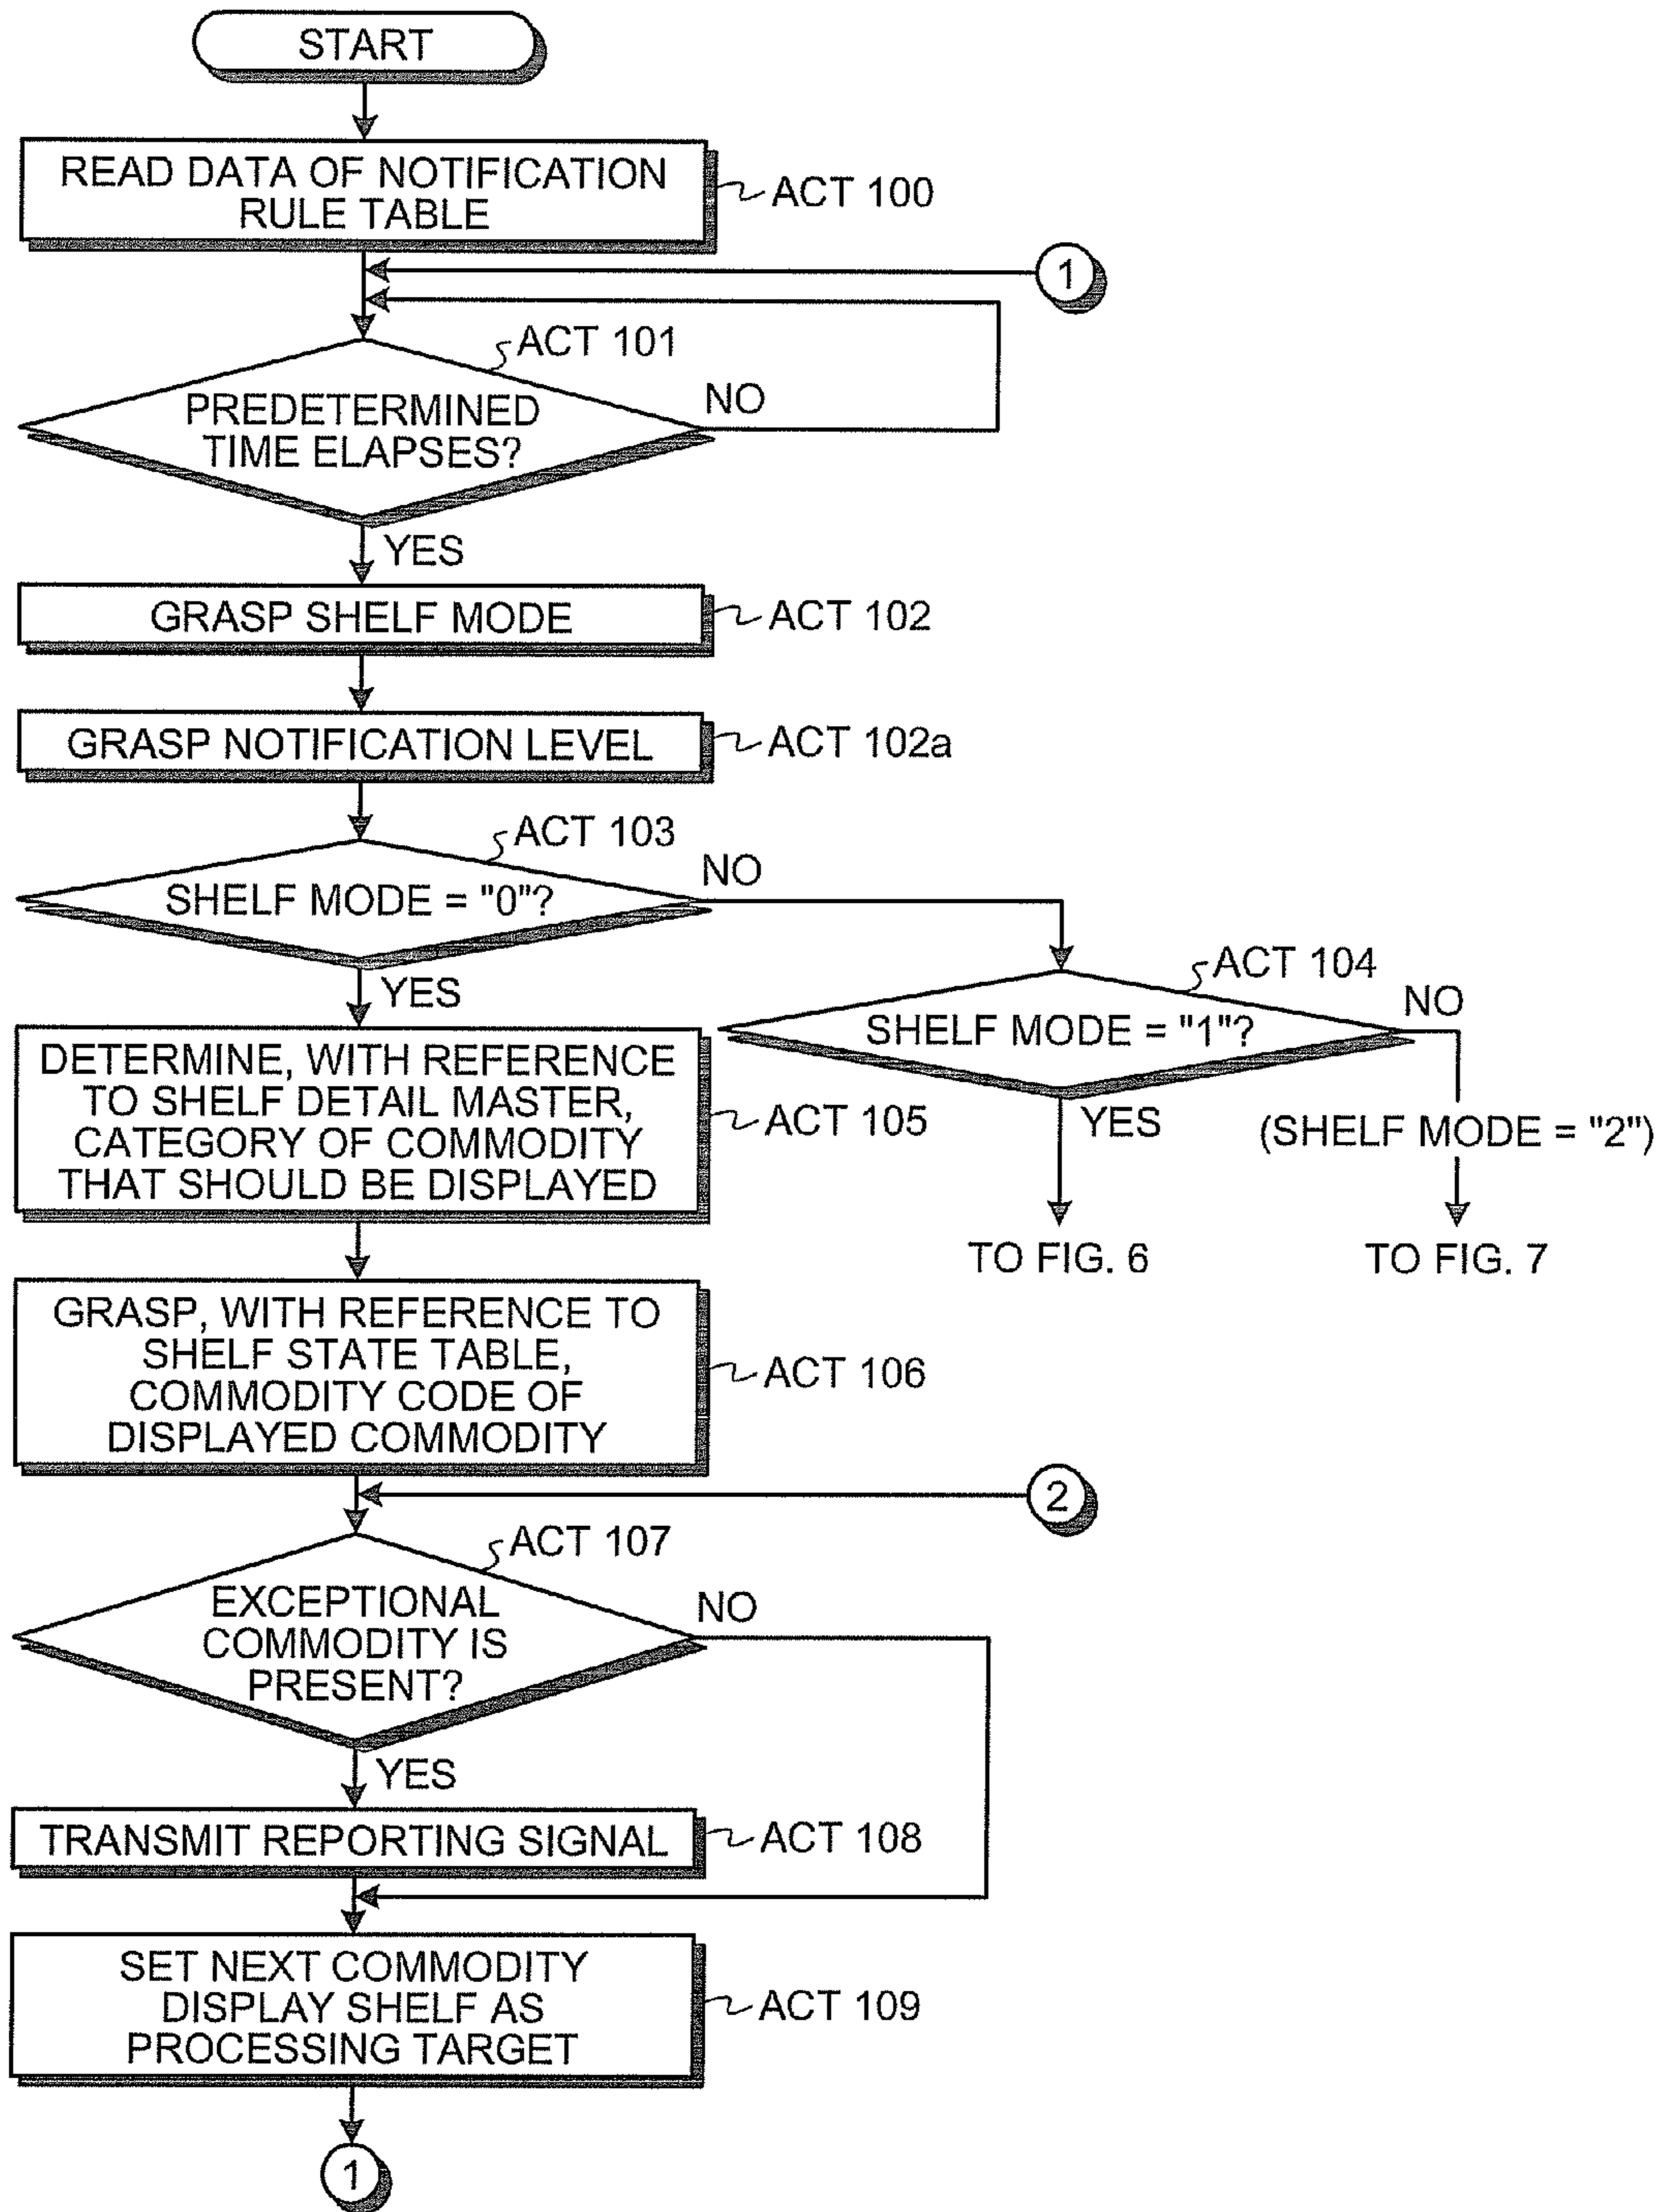 START
READ DATA OF NOTIFICATION
RULE TABLE
ACT 100
1
ACT 101
PREDETERMINED
TIME ELAPSES?
NO
YES
GRASP SHELF MODE
ACT 102
GRASP NOTIFICATION LEVEL
ACT 102a
ACT 103
SHELF MODE = "0"?
NO
YES
ACT 104
SHELF MODE = "1"?
NO
YES
(SHELF MODE = "2")
TO FIG. 6
TO FIG. 7
DETERMINE, WITH REFERENCE
TO SHELF DETAIL MASTER,
CATEGORY OF COMMODITY
THAT SHOULD BE DISPLAYED
ACT 105
GRASP, WITH REFERENCE TO
SHELF STATE TABLE,
COMMODITY CODE OF
DISPLAYED COMMODITY
ACT 106
2
ACT 107
EXCEPTIONAL
COMMODITY IS
PRESENT?
NO
YES
TRANSMIT REPORTING SIGNAL
ACT 108
SET NEXT COMMODITY
DISPLAY SHELF AS
PROCESSING TARGET
ACT 109
1